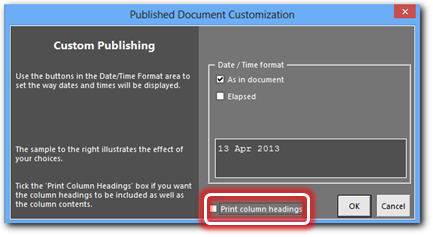 Published Document Customization
Custom Publishing
Use the buttons in the Date/Time Format area to
set the way dates and times will be displayed.
Date / Time format
As in document
Elapsed
The sample to the right illustrates the effect of
your choices.
13 Apr 2013
Tick the 'Print Column Headings' box if you want
the column headings to be included as well as
the column contents.
Print column headings
OK
Cancel